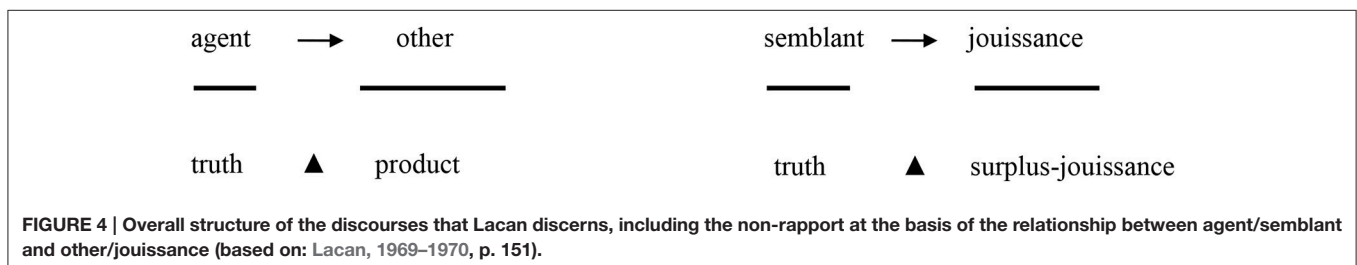 agent → other
semblant → jouissance
truth ▲ product
truth ▲ surplus-jouissance
FIGURE 4 | Overall structure of the discourses that Lacan discerns, including the non-rapport at the basis of the relationship between agent/semblant
and other/jouissance (based on: Lacan, 1969–1970, p. 151).